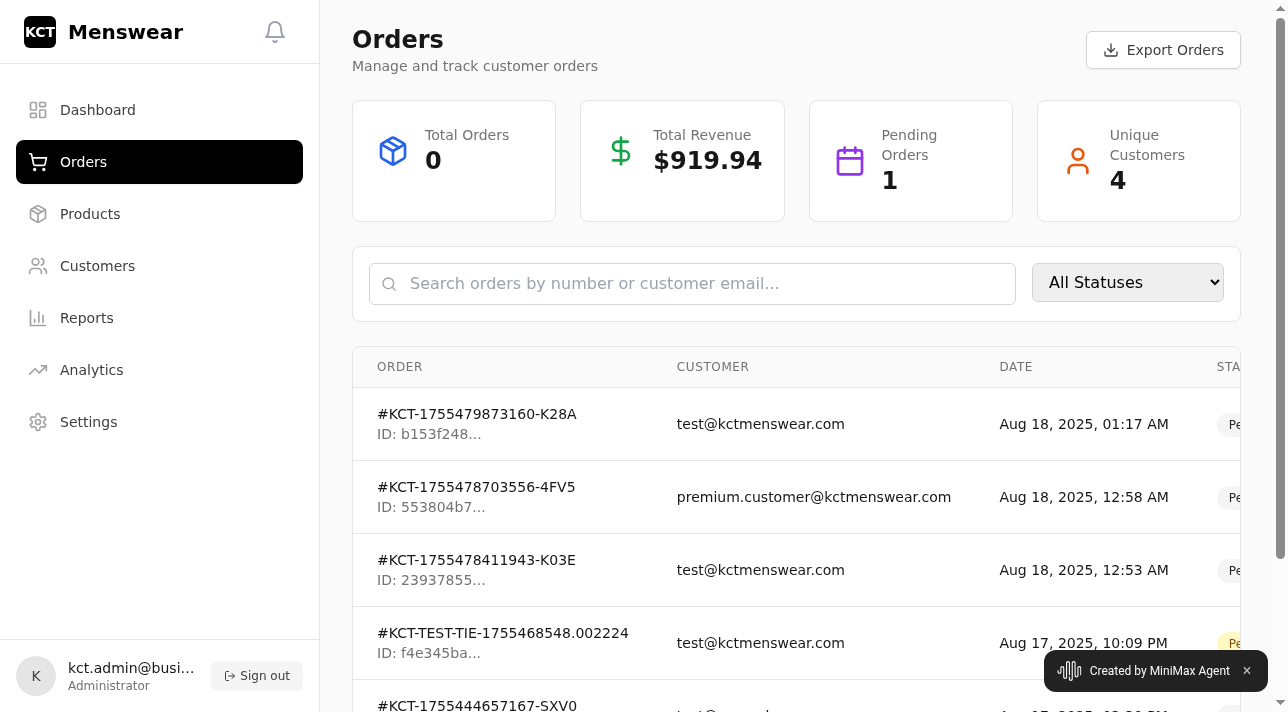 KCT Menswear
Dashboard
Orders
Products
Customers
Reports
Analytics
Settings
K
kct.admin@busi...
Administrator
Sign out
Orders
Manage and track customer orders
Export Orders
Total Orders
0
Total Revenue
$919.94
Pending
Orders
1
Unique
Customers
4
Search orders by number or customer email...
All Statuses
ORDER CUSTOMER DATE STA
#KCT-1755479873160-K28A
ID: b153f248...
test@kctmenswear.com
Aug 18, 2025, 01:17 AM
Pe
#KCT-1755478703556-4FV5
ID: 553804b7...
premium.customer@kctmenswear.com
Aug 18, 2025, 12:58 AM
Pe
#KCT-1755478411943-K03E
ID: 23937855...
test@kctmenswear.com
Aug 18, 2025, 12:53 AM
Pe
#KCT-TEST-TIE-1755468548.002224
ID: f4e345ba...
test@kctmenswear.com
Aug 17, 2025, 10:09 PM
Pe
#KCT-1755444657167-SXV0
Created by MiniMax Agent